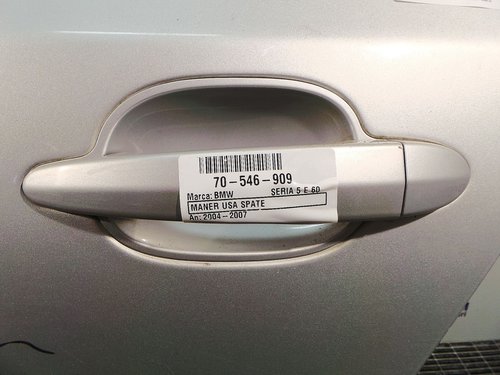 70-546-909
Marca: BMW SERIA 5 E 60
MANER USA SPATE
An: 2004-2007